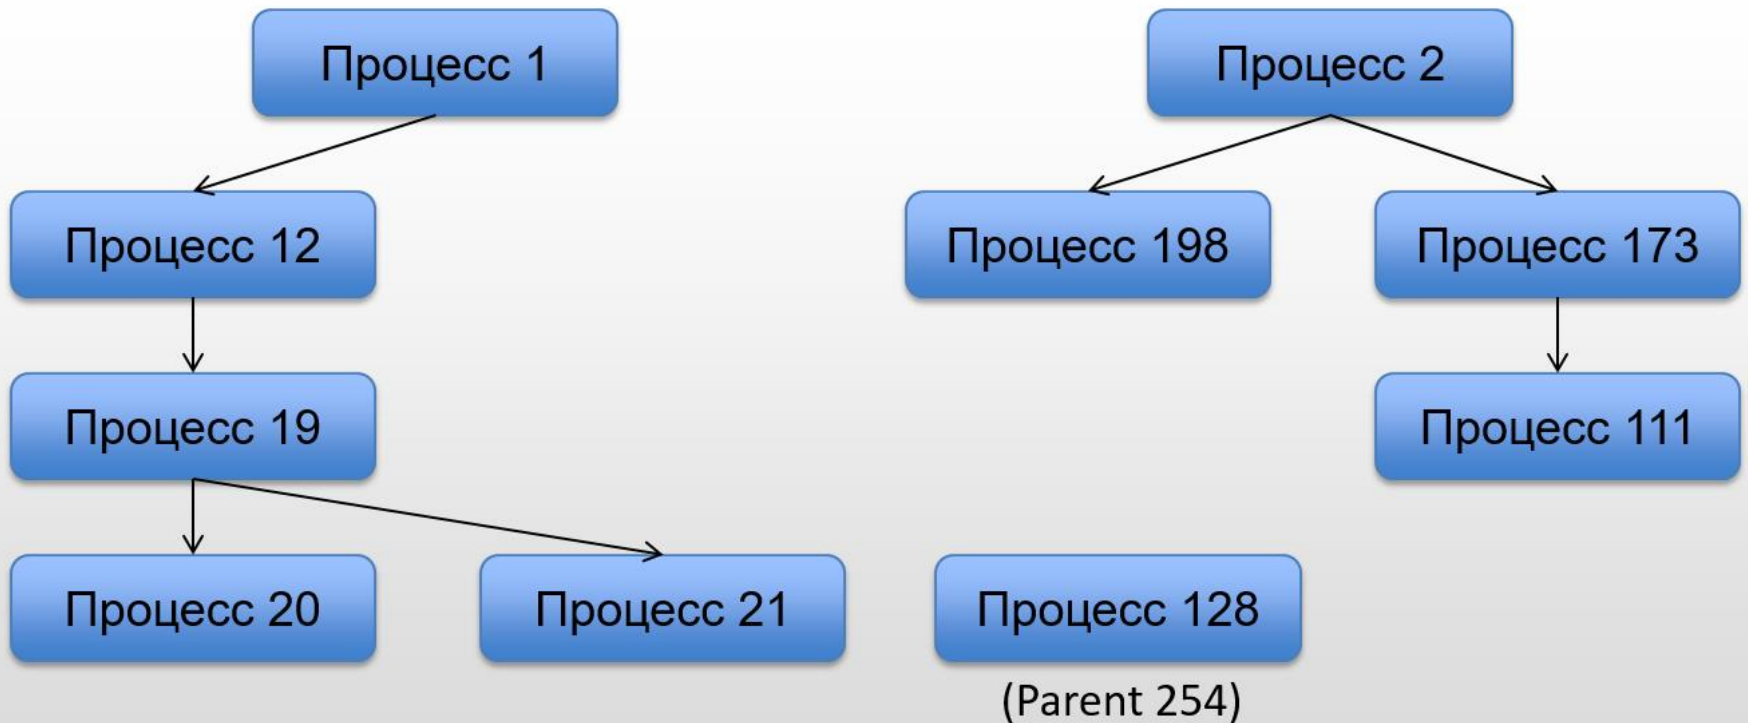 Процесс 1
Процесс 2
Процесс 12
Процесс 198
Процесс 173
Процесс 19
Процесс 111
Процесс 20
Процесс 21
Процесс 128
(Parent 254)